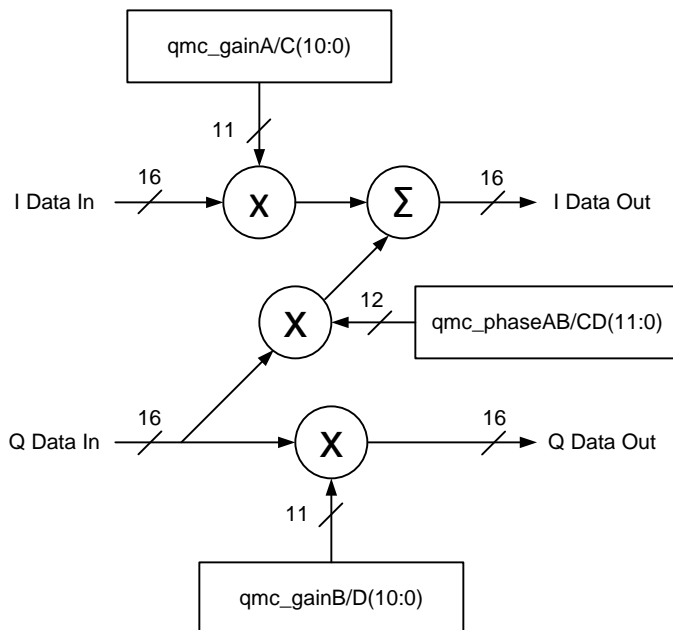 qmc_gainA/C(10:0)
11
16
16
I Data In
X
Σ
I Data Out
12
X
qmc_phaseAB/CD(11:0)
16
16
Q Data In
X
Q Data Out
11
qmc_gainB/D(10:0)